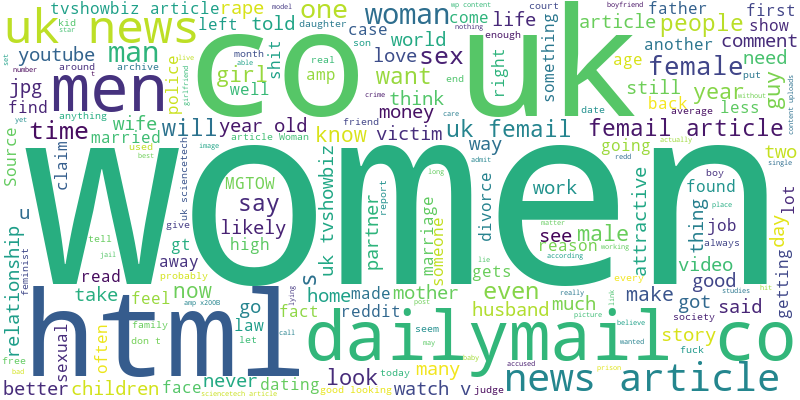 tvshowbiz article
rape
one
woman
kid
star
wp content
nothing
daughter
model
court
boyfriend
uk news
left told
come
life
father
first
youtube
case
son
world
article
people
show
co uk
men
man
shit
love
sex
something
another
comment
month
able
real
enough
set
around
live
girl
amp
want
right
age
female
need
jpg
archive
police
girlfriend
well
end
still
year
put
guy
number
find
anything
think
date
back
less
without
content uploads
yet
wife
crime
friend
money
care
average
time
will
year old
know
victim
uk femail
femail article
married
article Woman
way
going
actually
Source
claim
used
best
uk sciencetech
image
admit
redd
two
single
women
MGTOW
say
likely
high
uk tvshowbiz
partner
report
marriage
someone
long
divorce
work
attractive
found
boy
place
thing
job
always
lot
u
give
gt
away
tell
jail
feminist
read
probably
see
male
matter
reason
according
working
video
day
getting
relationship
take
feel
now
amp x200B
lying
s
home
made
mother
gets
lie
even
studies
hit
good
make
every
link
really
html
go
fact
reddit
post
husband
much
picture
got
society
said
free
bad
sexual
often
family
don t
law
let
call
seem
may
dailymail co
believe
wanted
story
fuck
better
children
face
sciencetech article
never
dating
look
good looking
today
many
watch v
baby
judge
accused
prison
news article